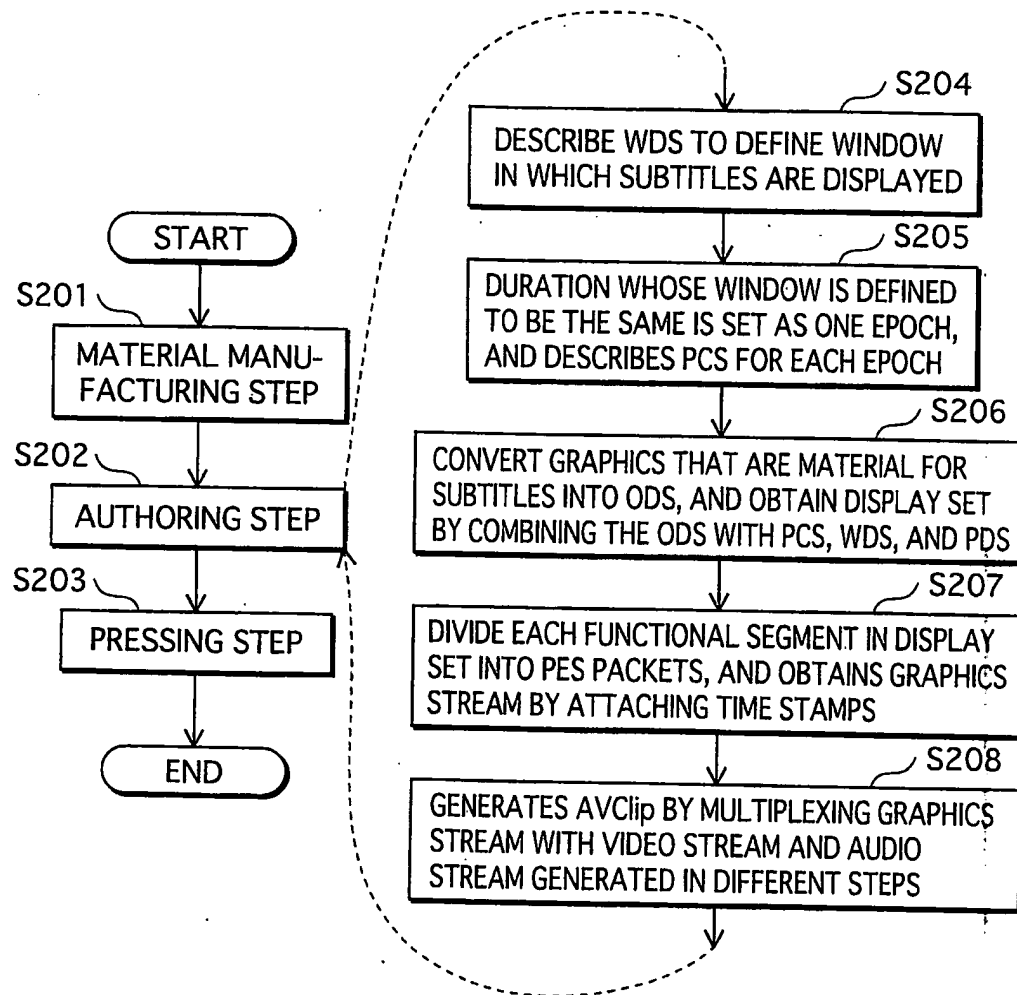 START
S201
MATERIAL MANU-
FACTURING STEP
S202
AUTHORING STEP
S203
PRESSING STEP
END
S204
DESCRIBE WDS TO DEFINE WINDOW
IN WHICH SUBTITLES ARE DISPLAYED
S205
DURATION WHOSE WINDOW IS DEFINED
TO BE THE SAME IS SET AS ONE EPOCH,
AND DESCRIBES PCS FOR EACH EPOCH
S206
CONVERT GRAPHICS THAT ARE MATERIAL FOR
SUBTITLES INTO ODS, AND OBTAIN DISPLAY SET
BY COMBINING THE ODS WITH PCS, WDS, AND PDS
S207
DIVIDE EACH FUNCTIONAL SEGMENT IN DISPLAY
SET INTO PES PACKETS, AND OBTAINS GRAPHICS
STREAM BY ATTACHING TIME STAMPS
S208
GENERATES AVClip BY MULTIPLEXING GRAPHICS
STREAM WITH VIDEO STREAM AND AUDIO
STREAM GENERATED IN DIFFERENT STEPS